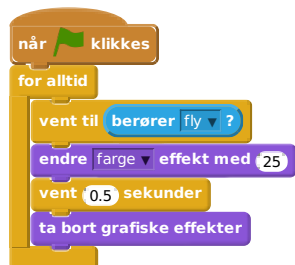 når klikkes
for alltid
vent til berører fly ?
endre farge effekt med 25
vent 0.5 sekunder
ta bort grafiske effekter